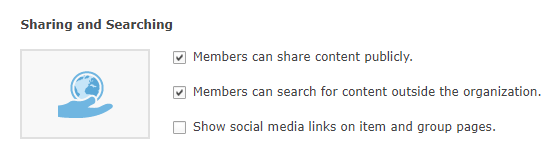 Sharing and Searching
Members can share content publicly.
Members can search for content outside the organization.
Show social media links on item and group pages.